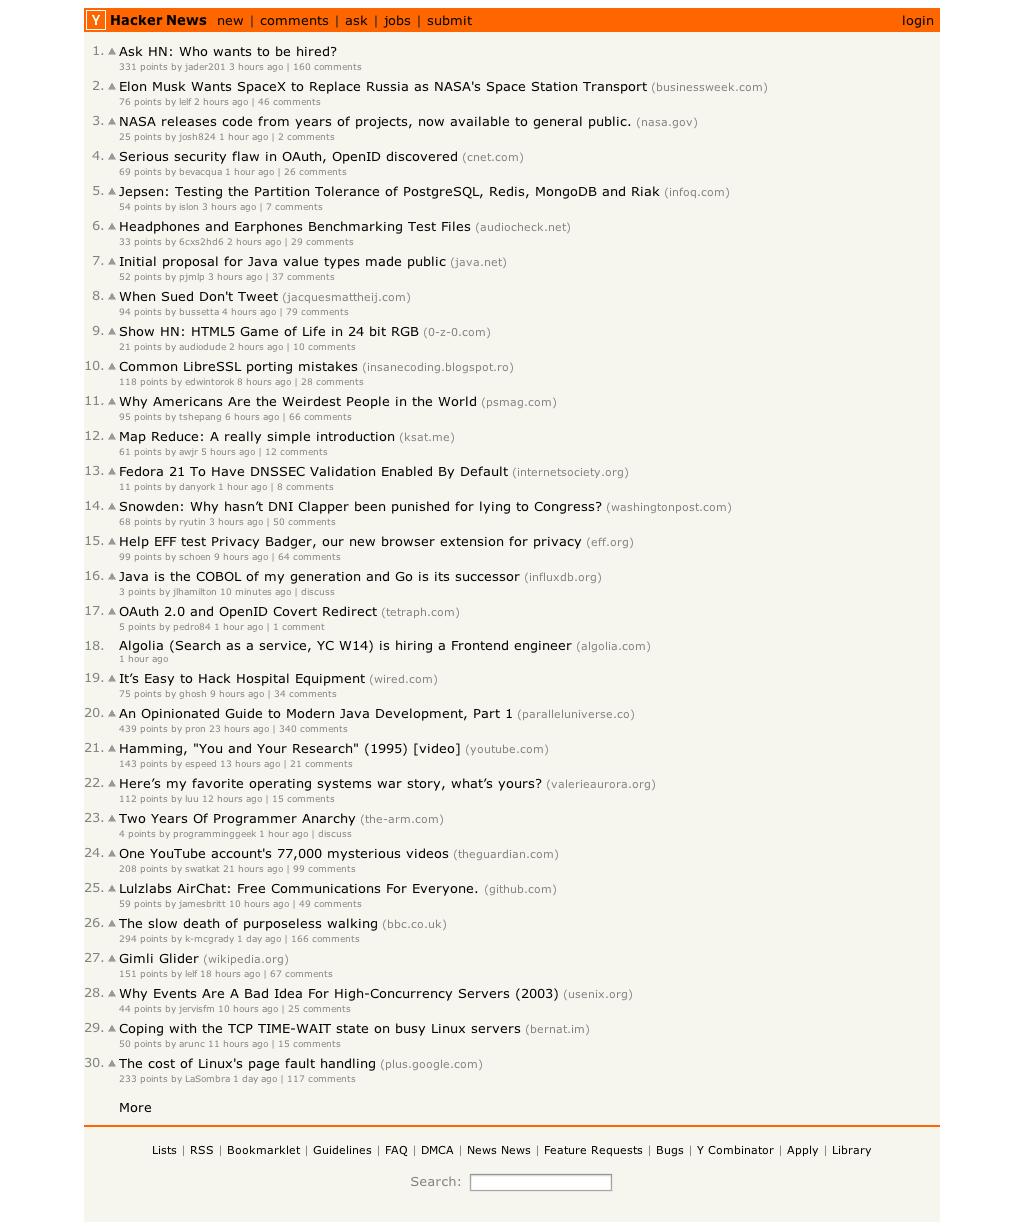 Y Hacker News new | comments | ask | jobs | submit login
1. Ask HN: Who wants to be hired?
331 points by jader201 3 hours ago | 160 comments
2. Elon Musk Wants SpaceX to Replace Russia as NASA's Space Station Transport (businessweek.com)
76 points by lelf 2 hours ago | 46 comments
3. NASA releases code from years of projects, now available to general public. (nasa.gov)
25 points by josh824 1 hour ago | 2 comments
4. Serious security flaw in OAuth, OpenID discovered (cnet.com)
69 points by bevacqua 1 hour ago | 26 comments
5. Jepsen: Testing the Partition Tolerance of PostgreSQL, Redis, MongoDB and Riak (infoq.com)
54 points by islon 3 hours ago | 7 comments
6. Headphones and Earphones Benchmarking Test Files (audiocheck.net)
33 points by 6cxs2hd6 2 hours ago | 29 comments
7. Initial proposal for Java value types made public (java.net)
52 points by pjmlp 3 hours ago | 37 comments
8. When Sued Don't Tweet (jacquesmattheij.com)
94 points by bussetta 4 hours ago | 79 comments
9. Show HN: HTML5 Game of Life in 24 bit RGB (0-z-0.com)
21 points by audiodude 2 hours ago | 10 comments
10. Common LibreSSL porting mistakes (insanecoding.blogspot.ro)
118 points by edwintorok 8 hours ago | 28 comments
11. Why Americans Are the Weirdest People in the World (psmag.com)
95 points by tshepang 6 hours ago | 66 comments
12. Map Reduce: A really simple introduction (ksat.me)
61 points by awjr 5 hours ago | 12 comments
13. Fedora 21 To Have DNSSEC Validation Enabled By Default (internetsociety.org)
11 points by danyork 1 hour ago | 8 comments
14. Snowden: Why hasn’t DNI Clapper been punished for lying to Congress? (washingtonpost.com)
68 points by ryutin 3 hours ago | 50 comments
15. Help EFF test Privacy Badger, our new browser extension for privacy (eff.org)
99 points by schoen 9 hours ago | 64 comments
16. Java is the COBOL of my generation and Go is its successor (influxdb.org)
3 points by jlhamilton 10 minutes ago | discuss
17. OAuth 2.0 and OpenID Covert Redirect (tetraph.com)
5 points by pedro84 1 hour ago | 1 comment
18. Algolia (Search as a service, YC W14) is hiring a Frontend engineer (algolia.com)
1 hour ago
19. It’s Easy to Hack Hospital Equipment (wired.com)
75 points by ghosh 9 hours ago | 34 comments
20. An Opinionated Guide to Modern Java Development, Part 1 (paralleluniverse.co)
439 points by pron 23 hours ago | 340 comments
21. Hamming, "You and Your Research" (1995) [video] (youtube.com)
143 points by espeed 13 hours ago | 21 comments
22. Here’s my favorite operating systems war story, what’s yours? (valerieaurora.org)
112 points by luu 12 hours ago | 15 comments
23. Two Years Of Programmer Anarchy (the-arm.com)
4 points by programminggeek 1 hour ago | discuss
24. One YouTube account's 77,000 mysterious videos (theguardian.com)
208 points by swatkat 21 hours ago | 99 comments
25. Lulzlabs AirChat: Free Communications For Everyone. (github.com)
59 points by jamesbritt 10 hours ago | 49 comments
26. The slow death of purposeless walking (bbc.co.uk)
294 points by k-mcgrady 1 day ago | 166 comments
27. Gimli Glider (wikipedia.org)
151 points by lelf 18 hours ago | 67 comments
28. Why Events Are A Bad Idea For High-Concurrency Servers (2003) (usenix.org)
44 points by jervisfm 10 hours ago | 25 comments
29. Coping with the TCP TIME-WAIT state on busy Linux servers (bernat.im)
50 points by arunc 11 hours ago | 15 comments
30. The cost of Linux's page fault handling (plus.google.com)
233 points by LaSombra 1 day ago | 117 comments
More
Lists | RSS | Bookmarklet | Guidelines | FAQ | DMCA | News News | Feature Requests | Bugs | Y Combinator | Apply | Library
Search: